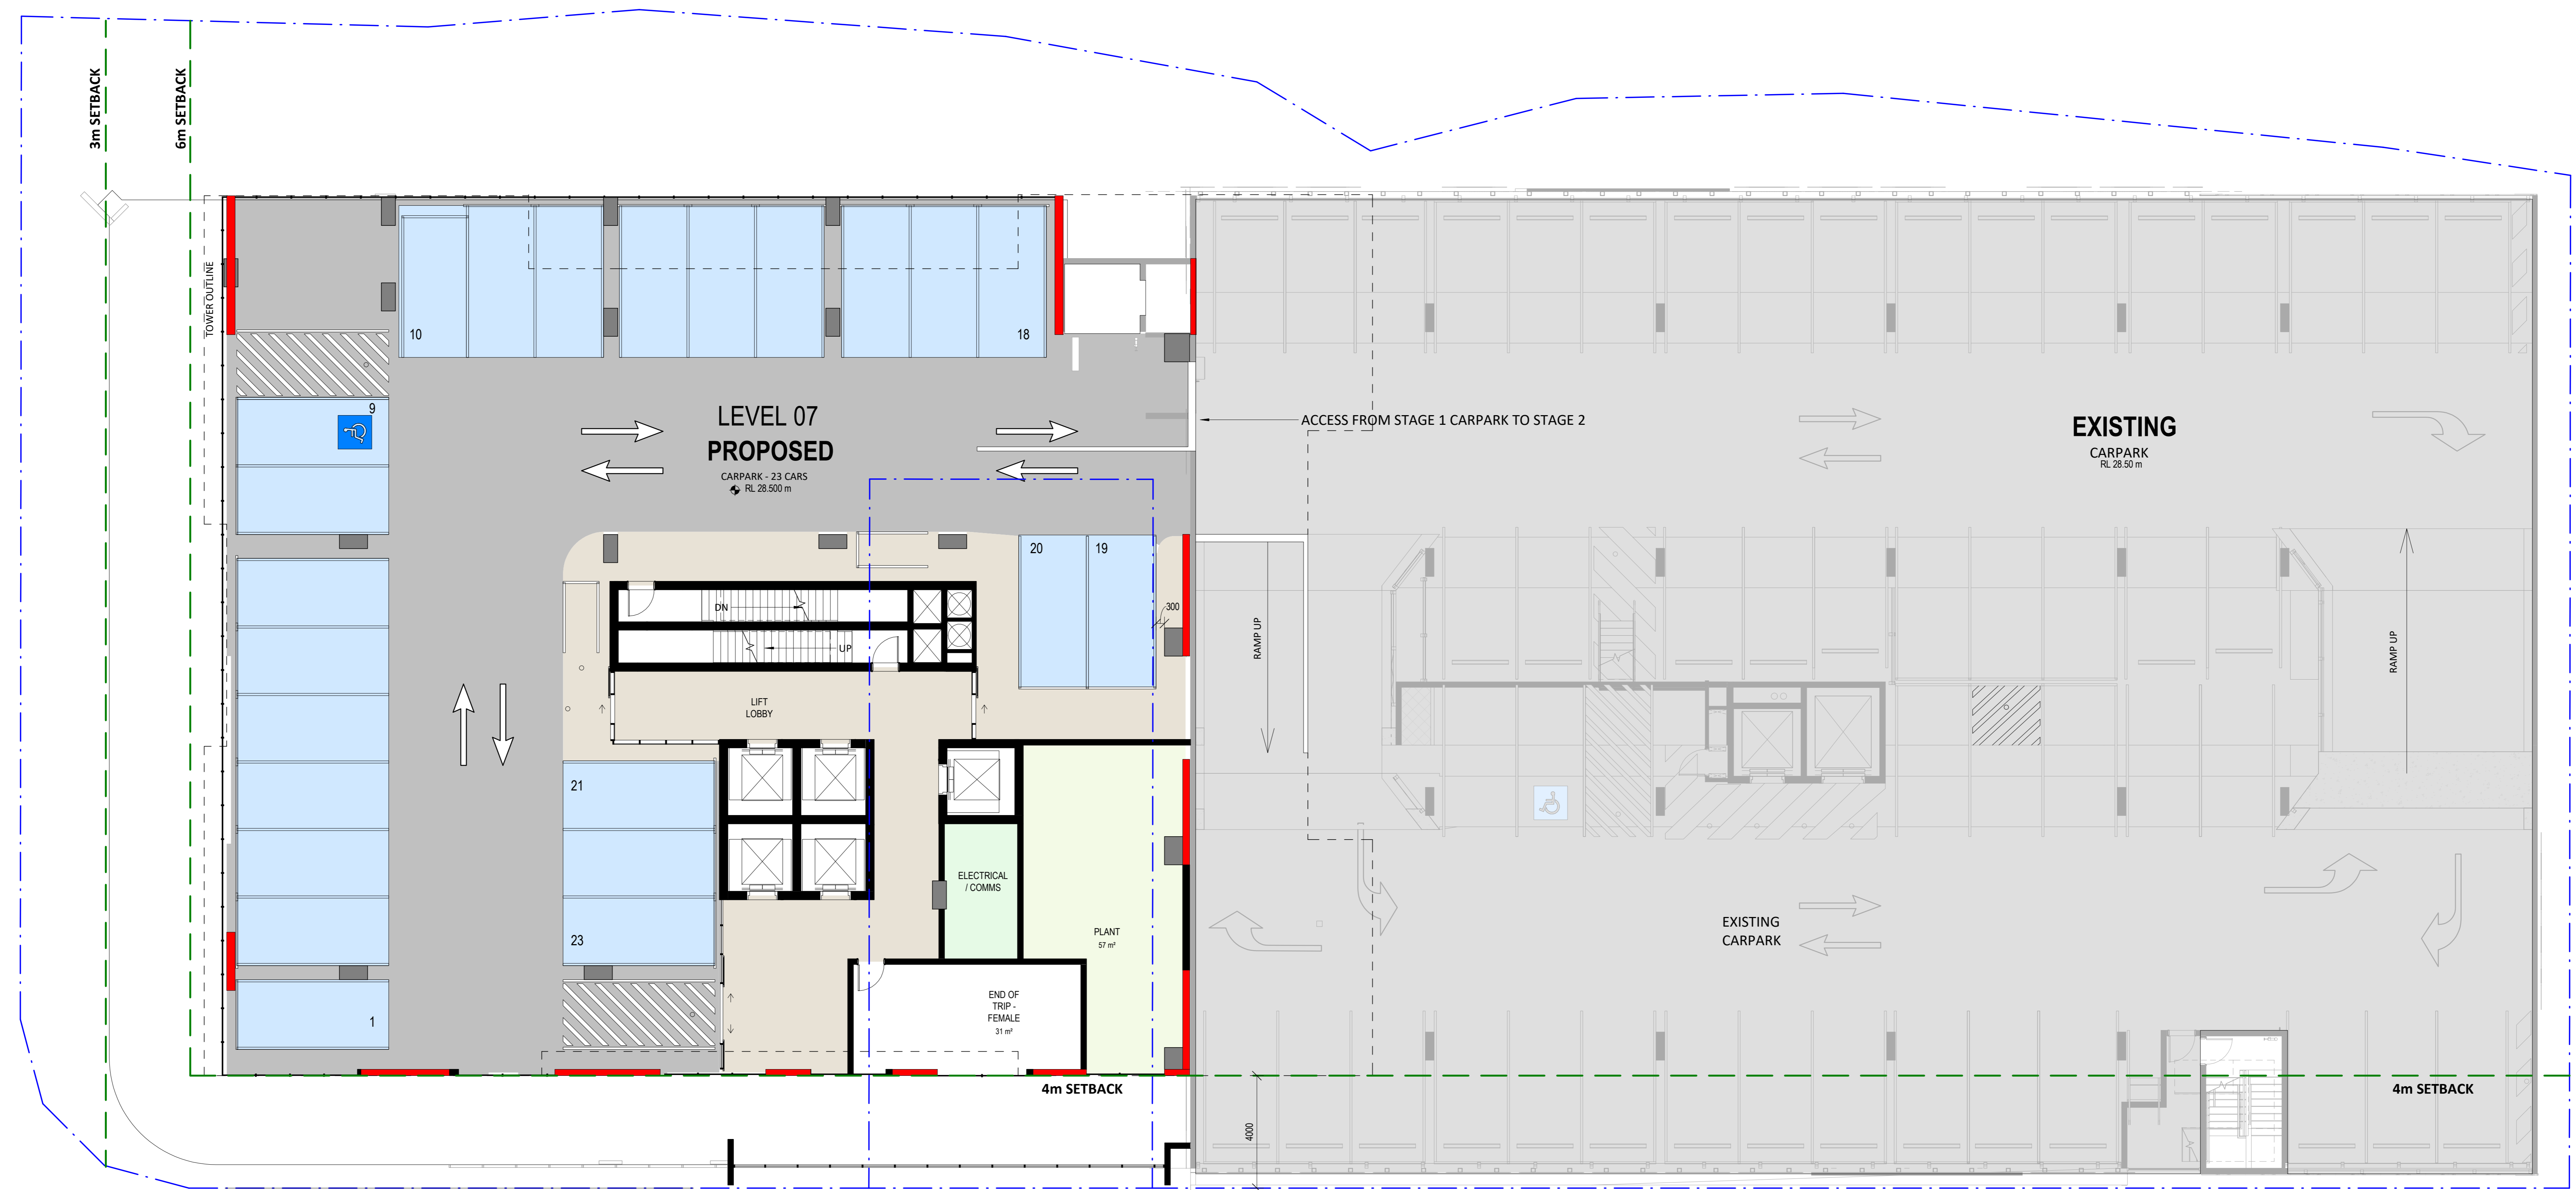 3m SETBACK
6m SETBACK
TOWER OUTLINE
10
18
9
LEVEL 07
PROPOSED
CARPARK - 23 CARS
RL 28.500 m
ACCESS FROM STAGE 1 CARPARK TO STAGE 2
EXISTING
CARPARK
RL 28.50 m
20
19
DN
UP
300
RAMP UP
RAMP UP
LIFT
LOBBY
21
23
ELECTRICAL
/ COMMS
PLANT
57 m²
EXISTING
CARPARK
END OF
TRIP -
FEMALE
31 m²
1
4m SETBACK
4m SETBACK
4000